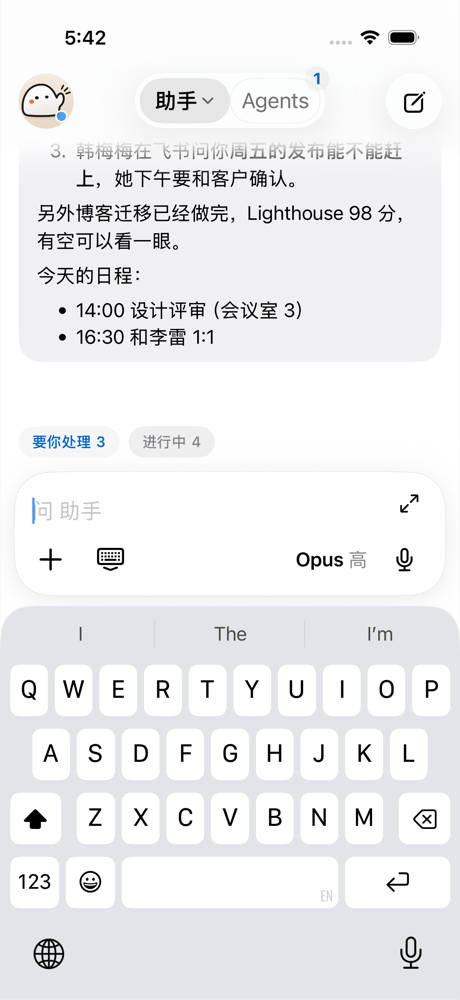 5:42
助手
Agents
1
3. 韩梅梅在飞书问你周五的发布能不能赶
上，她下午要和客户确认。
另外博客迁移已经做完，Lighthouse 98 分，
有空可以看一眼。
今天的日程：
• 14:00 设计评审（会议室 3）
• 16:30 和李雷 1:1
要你处理 3
进行中 4
问 助手
Opus 高
I
The
I’m
Q W E R T Y U I O P
A S D F G H J K L
Z X C V B N M
123
EN